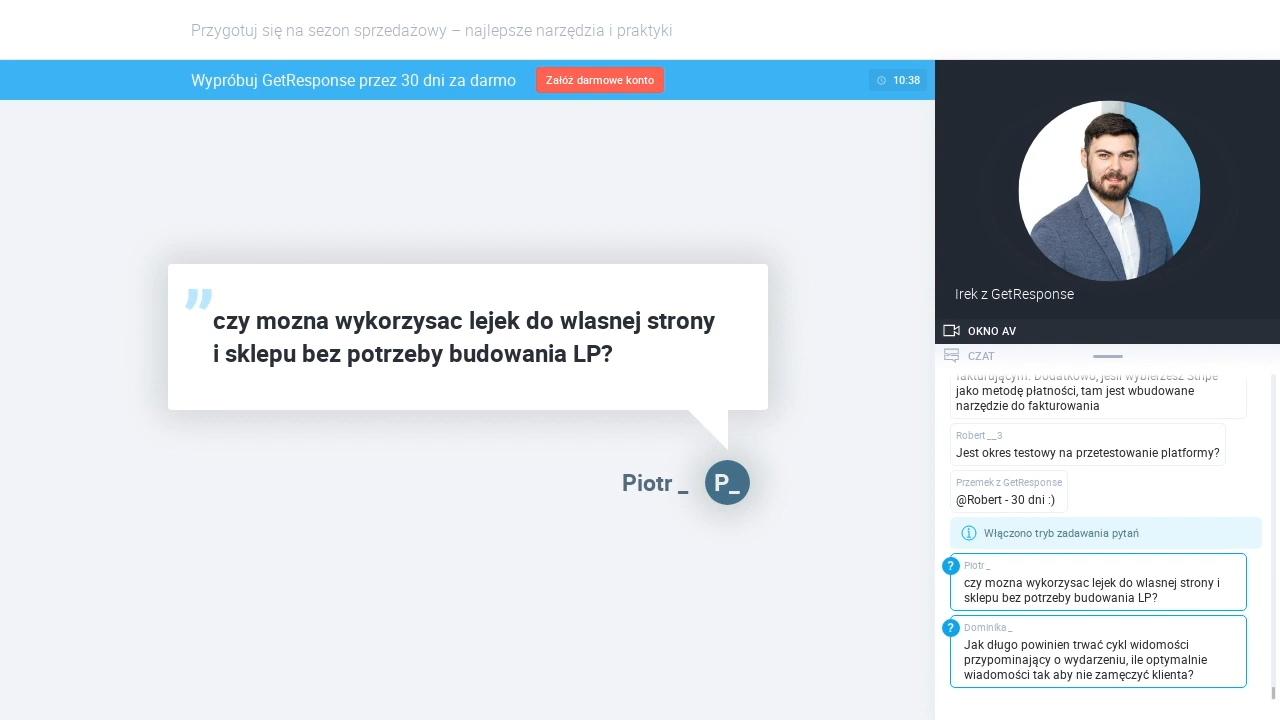 Przygotuj się na sezon sprzedażowy – najlepsze narzędzia i praktyki
Wypróbuj GetResponse przez 30 dni za darmo
Załóż darmowe konto
10:38
„
czy mozna wykorzysac lejek do wlasnej strony
i sklepu bez potrzeby budowania LP?
Piotr _
P_
Irek z GetResponse
OKNO AV
CZAT
fakturującym. Dodatkowo, jeśli wybierzesz Stripe
jako metodę płatności, tam jest wbudowane
narzędzie do fakturowania
Robert __3
Jest okres testowy na przetestowanie platformy?
Przemek z GetResponse
@Robert - 30 dni :)
Włączono tryb zadawania pytań
?
Piotr _
czy mozna wykorzysac lejek do wlasnej strony i
sklepu bez potrzeby budowania LP?
?
Dominika _
Jak długo powinien trwać cykl widomości
przypominający o wydarzeniu, ile optymalnie
wiadomości tak aby nie zamęczyć klienta?